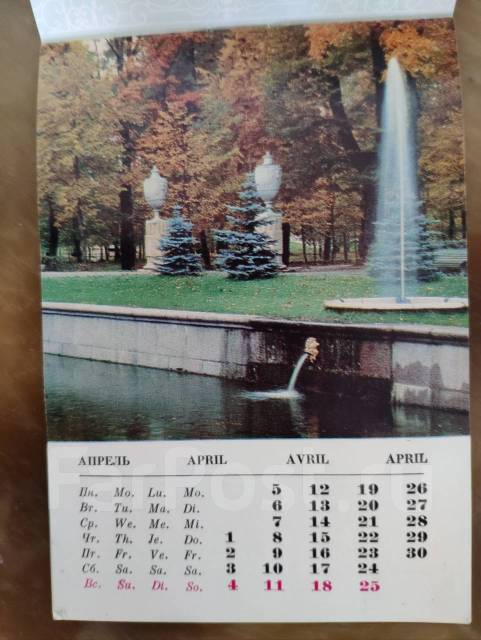 АПРЕЛЬ APRIL AVRIL APRIL
Пн. Mo. Lu. Mo. 5 12 19 26
Вт. Tu. Ma. Di. 6 13 20 27
Ср. We. Me. Mi. 7 14 21 28
Чт. Th. Je. Do. 1 8 15 22 29
Пт. Fr. Ve. Fr. 2 9 16 23 30
Сб. Sa. Sa. Sa. 3 10 17 24
Вс. Su. Di. So. 4 11 18 25
FarPost.ru